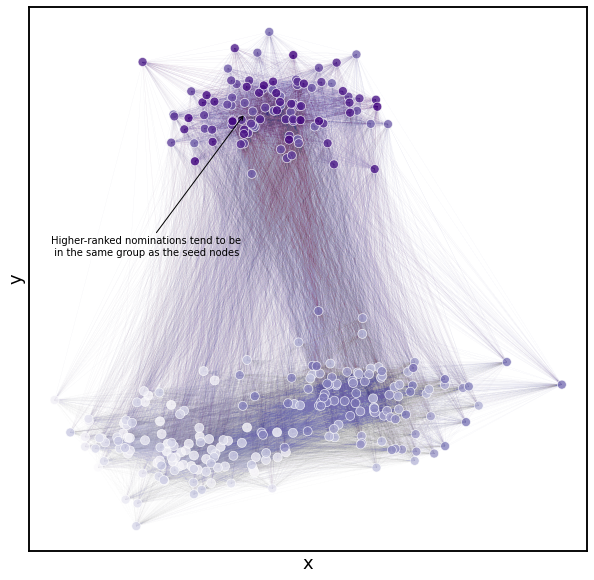 Higher-ranked nominations tend to be
in the same group as the seed nodes
y
x